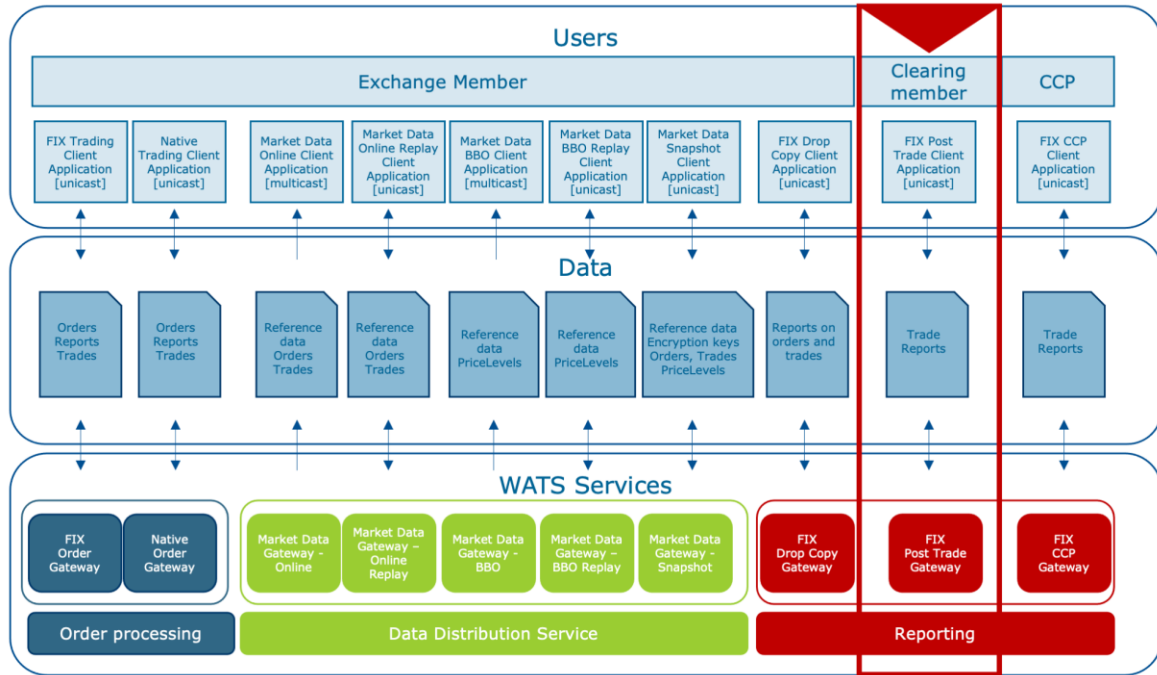 Users
Exchange Member
Clearing
member
CCP
FIX Trading
Client
Application
[unicast]
Native
Trading Client
Application
[unicast]
Market Data
Online Client
Application
[multicast]
Market Data
Online Replay
Client
Application
[unicast]
Market Data
BBO Client
Application
[multicast]
Market Data
BBO Replay
Client
Application
[unicast]
Market Data
Snapshot
Client
Application
[unicast]
FIX Drop
Copy Client
Application
[unicast]
FIX Post
Trade Client
Application
[unicast]
FIX CCP
Client
Application
[unicast]
Data
Orders
Reports
Trades
Orders
Reports
Trades
Reference
data
Orders
Trades
Reference
data
Orders
Trades
Reference
data
PriceLevels
Reference
data
PriceLevels
Reference data
Encryption keys
Orders, Trades
PriceLevels
Reports on
orders and
trades
Trade
Reports
Trade
Reports
WATS Services
FIX
Order
Gateway
Native
Order
Gateway
Market Data
Gateway -
Online
Market Data
Gateway –
Online
Replay
Market Data
Gateway -
BBO
Market Data
Gateway –
BBO Replay
Market Data
Gateway -
Snapshot
FIX
Drop Copy
Gateway
FIX
Post Trade
Gateway
FIX
CCP
Gateway
Order processing
Data Distribution Service
Reporting